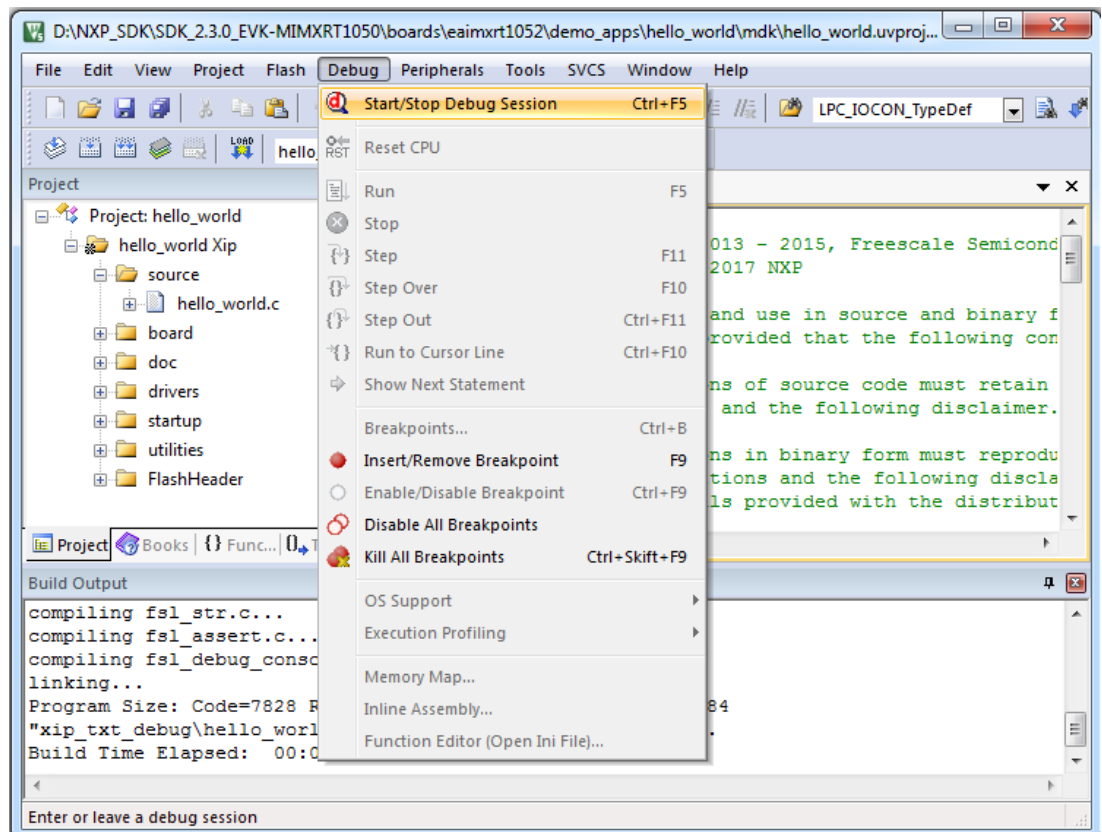 D:\NXP_SDK\SDK_2.3.0_EVK-MIMXRT1050\boards\eaimxrt1052\demo_apps\hello_world\mdk\hello_world.uvproj...
File Edit View Project Flash Debug Peripherals Tools SVCS Window Help
LPC_IOCON_TypeDef
LOAD
hello_
Project
Project: hello_world
hello_world Xip
source
hello_world.c
board
doc
drivers
startup
utilities
FlashHeader
Project Books {} Func... T
Start/Stop Debug Session Ctrl+F5
RST Reset CPU
Run F5
Stop
Step F11
Step Over F10
Step Out Ctrl+F11
Run to Cursor Line Ctrl+F10
Show Next Statement
Breakpoints... Ctrl+B
Insert/Remove Breakpoint F9
Enable/Disable Breakpoint Ctrl+F9
Disable All Breakpoints
Kill All Breakpoints Ctrl+Skift+F9
OS Support
Execution Profiling
Memory Map...
Inline Assembly...
Function Editor (Open Ini File)...
013 - 2015, Freescale Semicond
2017 NXP
and use in source and binary f
rovided that the following con
ns of source code must retain
and the following disclaimer.
ns in binary form must reprodu
tions and the following discla
ls provided with the distribut
Build Output
compiling fsl_str.c...
compiling fsl_assert.c...
compiling fsl_debug_consc
linking...
Program Size: Code=7828 R 84
"xip_txt_debug\hello_worl .
Build Time Elapsed: 00:0
Enter or leave a debug session